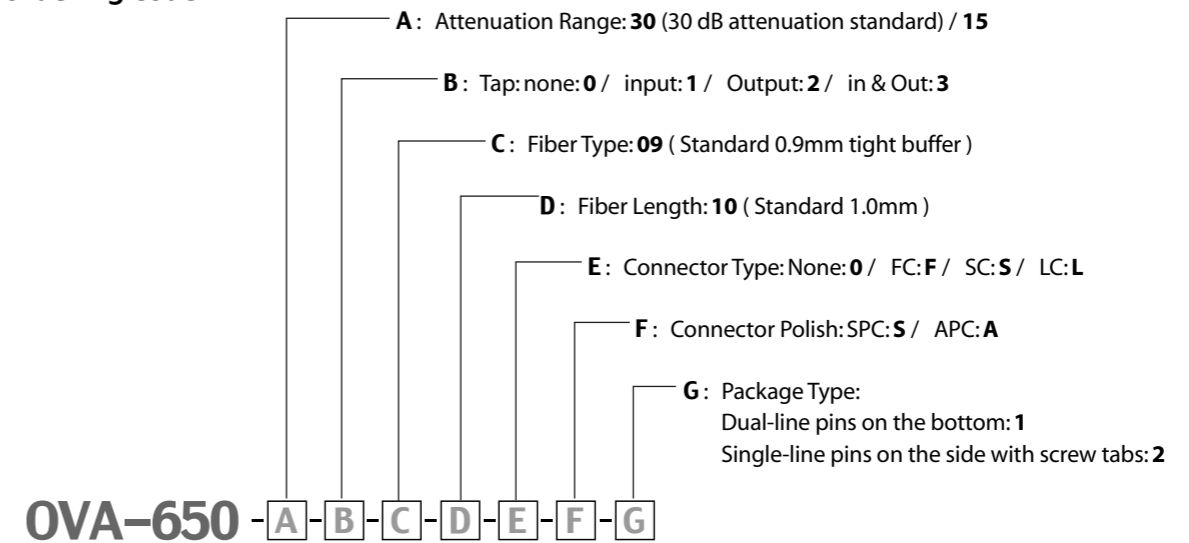 A : Attenuation Range: 30 (30 dB attenuation standard) / 15
B : Tap: none: 0 / input: 1 / Output: 2 / in & Out: 3
C : Fiber Type: 09 ( Standard 0.9mm tight buffer )
D : Fiber Length: 10 ( Standard 1.0mm )
E : Connector Type: None: 0 / FC: F / SC: S / LC: L
F : Connector Polish: SPC: S / APC: A
G : Package Type:
Dual-line pins on the bottom: 1
Single-line pins on the side with screw tabs: 2
OVA-650 -A-B-C-D-E-F-G